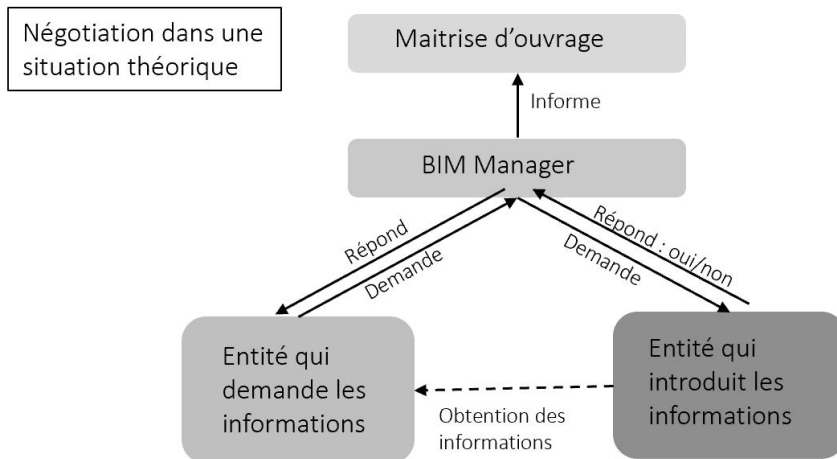 Négotiation dans une
situation théorique
Maitrise d'ouvrage
Informe
BIM Manager
Répond
Demande
Répond : oui/non
Demande
Entité qui
demande les
informations
Entité qui
introduit les
informations
Obtention des
informations